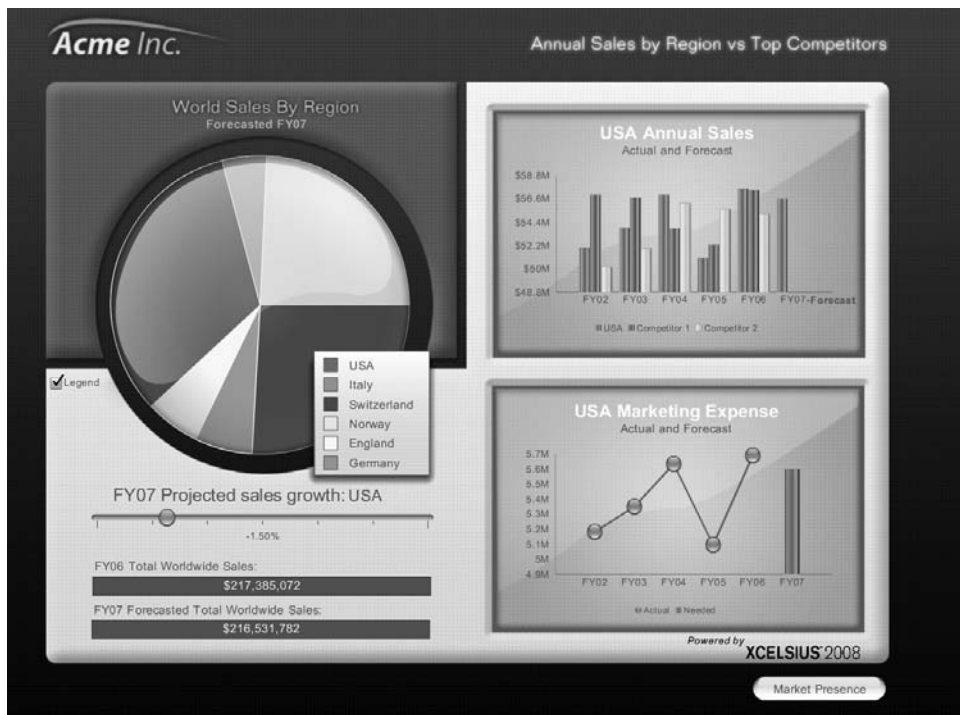 Acme Inc.
Annual Sales by Region vs Top Competitors
World Sales By Region
Forecasted FY07
Legend
USA
Italy
Switzerland
Norway
England
Germany
FY07 Projected sales growth: USA
-1.50%
FY06 Total Worldwide Sales:
$217,385,072
FY07 Forecasted Total Worldwide Sales:
$216,531,782
USA Annual Sales
Actual and Forecast
$58.8M
$56.6M
$54.4M
$52.2M
$50M
$48.8M
FY02 FY03 FY04 FY05 FY06 FY07-Forecast
USA Competitor 1 Competitor 2
USA Marketing Expense
Actual and Forecast
5.7M
5.6M
5.5M
5.4M
5.3M
5.2M
5.1M
5M
4.9M
FY02 FY03 FY04 FY05 FY06 FY07
Actual Needed
Powered by
XCELSIUS 2008
Market Presence